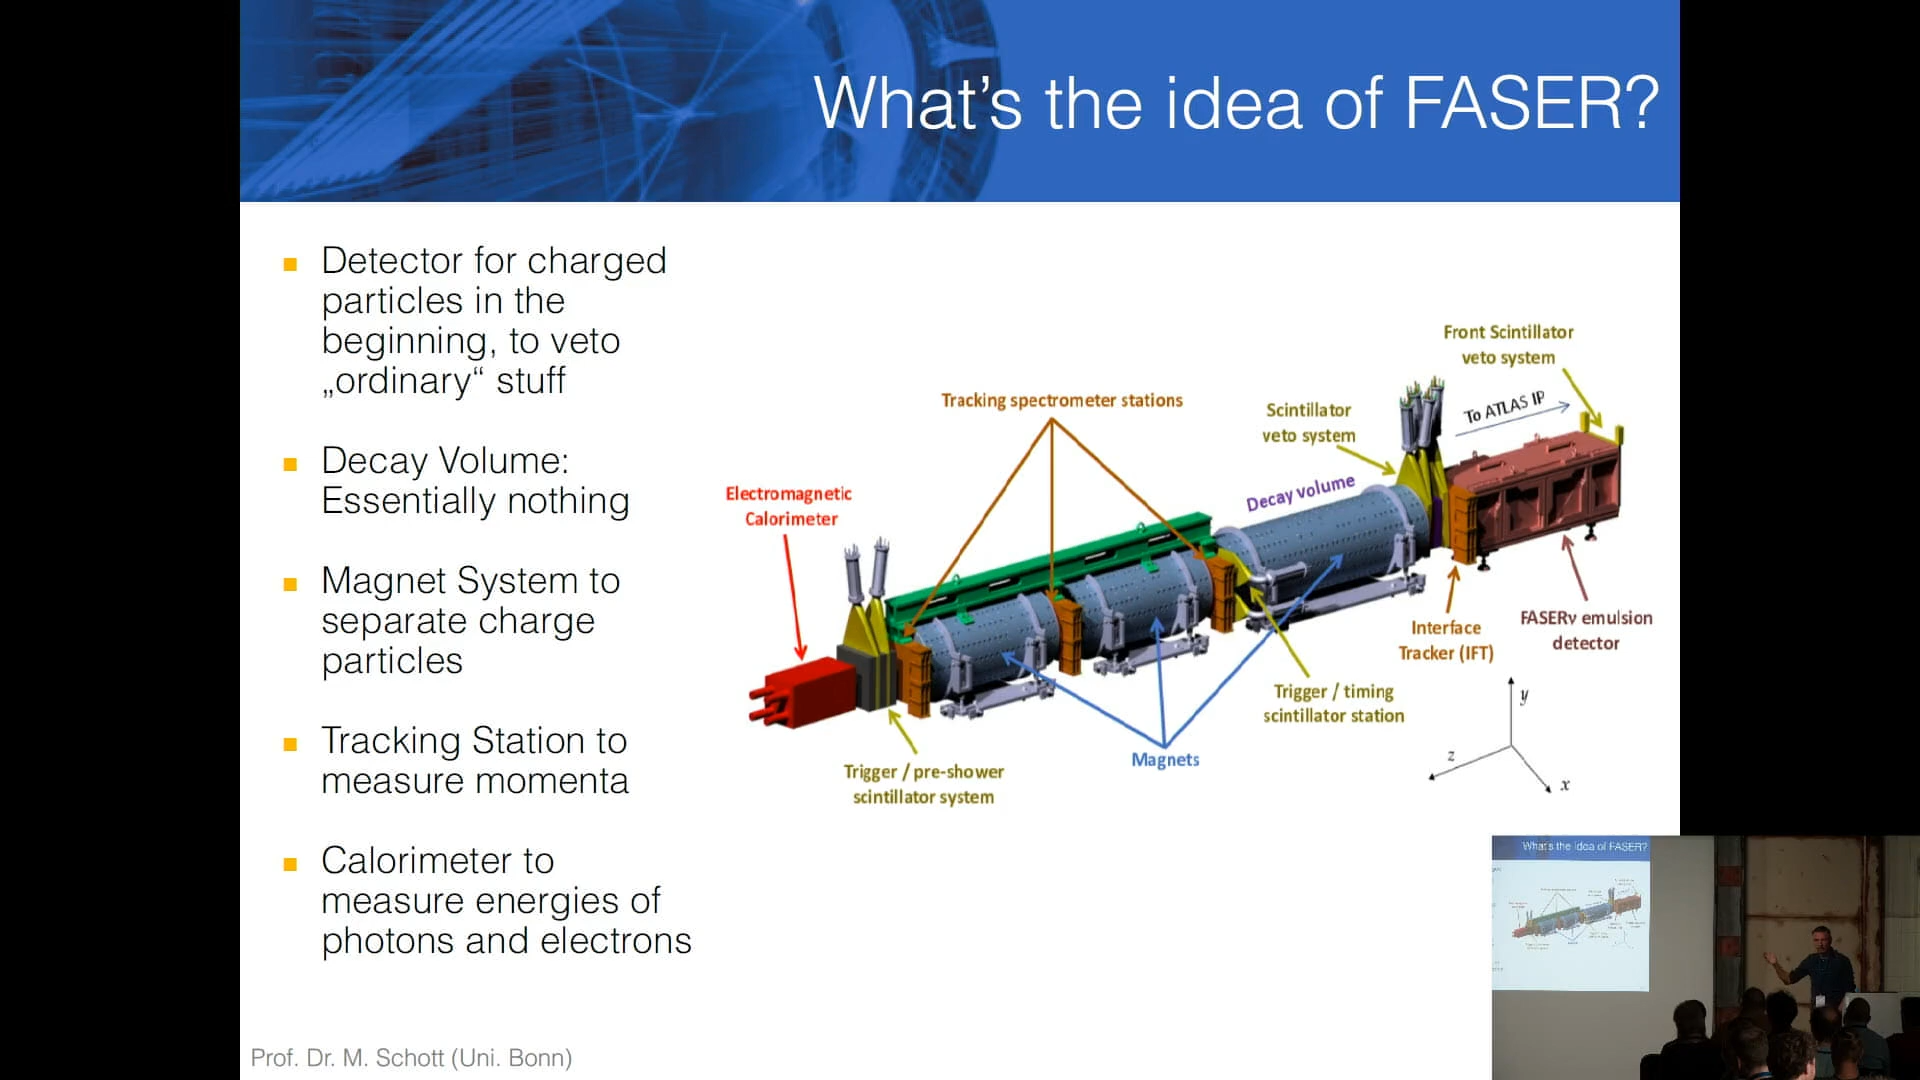 What's the idea of FASER?
Detector for charged
particles in the
beginning, to veto
„ordinary“ stuff
Decay Volume:
Essentially nothing
Magnet System to
separate charge
particles
Tracking Station to
measure momenta
Calorimeter to
measure energies of
photons and electrons
Front Scintillator
veto system
To ATLAS IP
Tracking spectrometer stations
Scintillator
veto system
Decay volume
Electromagnetic
Calorimeter
FASERν emulsion
detector
Interface
Tracker (IFT)
Trigger / timing
scintillator station
Magnets
Trigger / pre-shower
scintillator system
y
z
x
Prof. Dr. M. Schott (Uni. Bonn)
What's the idea of FASER?